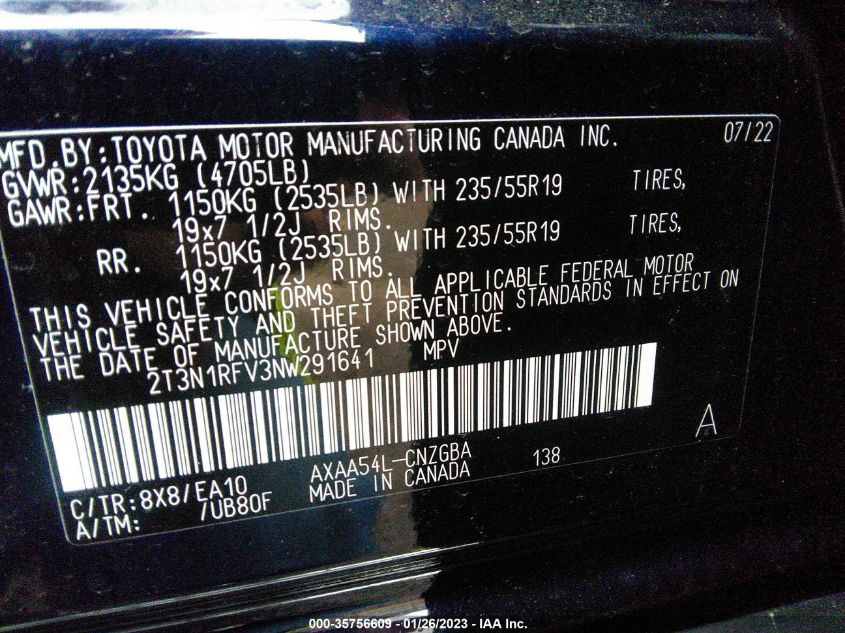 MFD.BY:TOYOTA MOTOR MANUFACTURING CANADA INC. 07/22
GVWR:2135KG (4705LB)
GAWR:FRT. 1150KG (2535LB) WITH 235/55R19 TIRES,
19x7 1/2J RIMS.
RR. 1150KG (2535LB) WITH 235/55R19 TIRES,
19x7 1/2J RIMS.
THIS VEHICLE CONFORMS TO ALL APPLICABLE FEDERAL MOTOR
VEHICLE SAFETY AND THEFT PREVENTION STANDARDS IN EFFECT ON
THE DATE OF MANUFACTURE SHOWN ABOVE.
2T3N1RFV3NW291641 MPV
A
C/TR:8X8/EA10 AXAA54L-CNZGBA 138
A/TM: /UB80F MADE IN CANADA
000-35756609 - 01/26/2023 - IAA Inc.